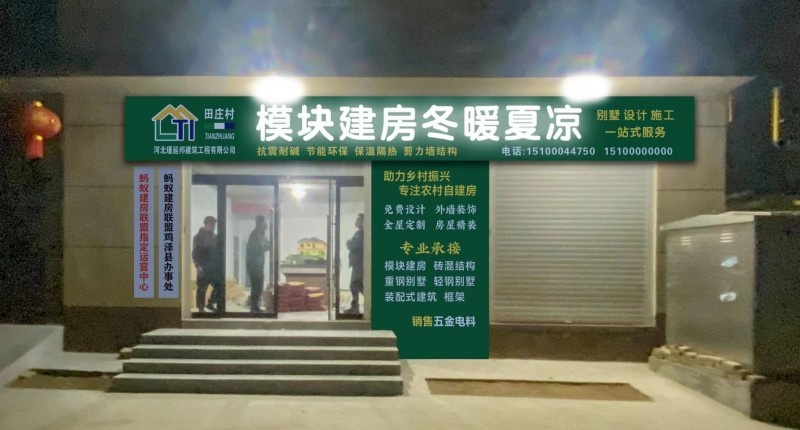 田庄村
TIANZHUANG
模块建房冬暖夏凉
别墅 设计 施工
一站式服务
河北瑾延邦建筑工程有限公司
抗震耐碱 节能环保 保温隔热 剪力墙结构
电话:15100044750 15100000000
蚂蚁建房联盟指定运营中心
蚂蚁建房联盟鸡泽县办事处
助力乡村振兴
专注农村自建房
免费设计 外墙装饰
全屋定制 房屋精装
专业承接
模块建房 砖混结构
重钢别墅 轻钢别墅
装配式建筑 框架
销售五金电料